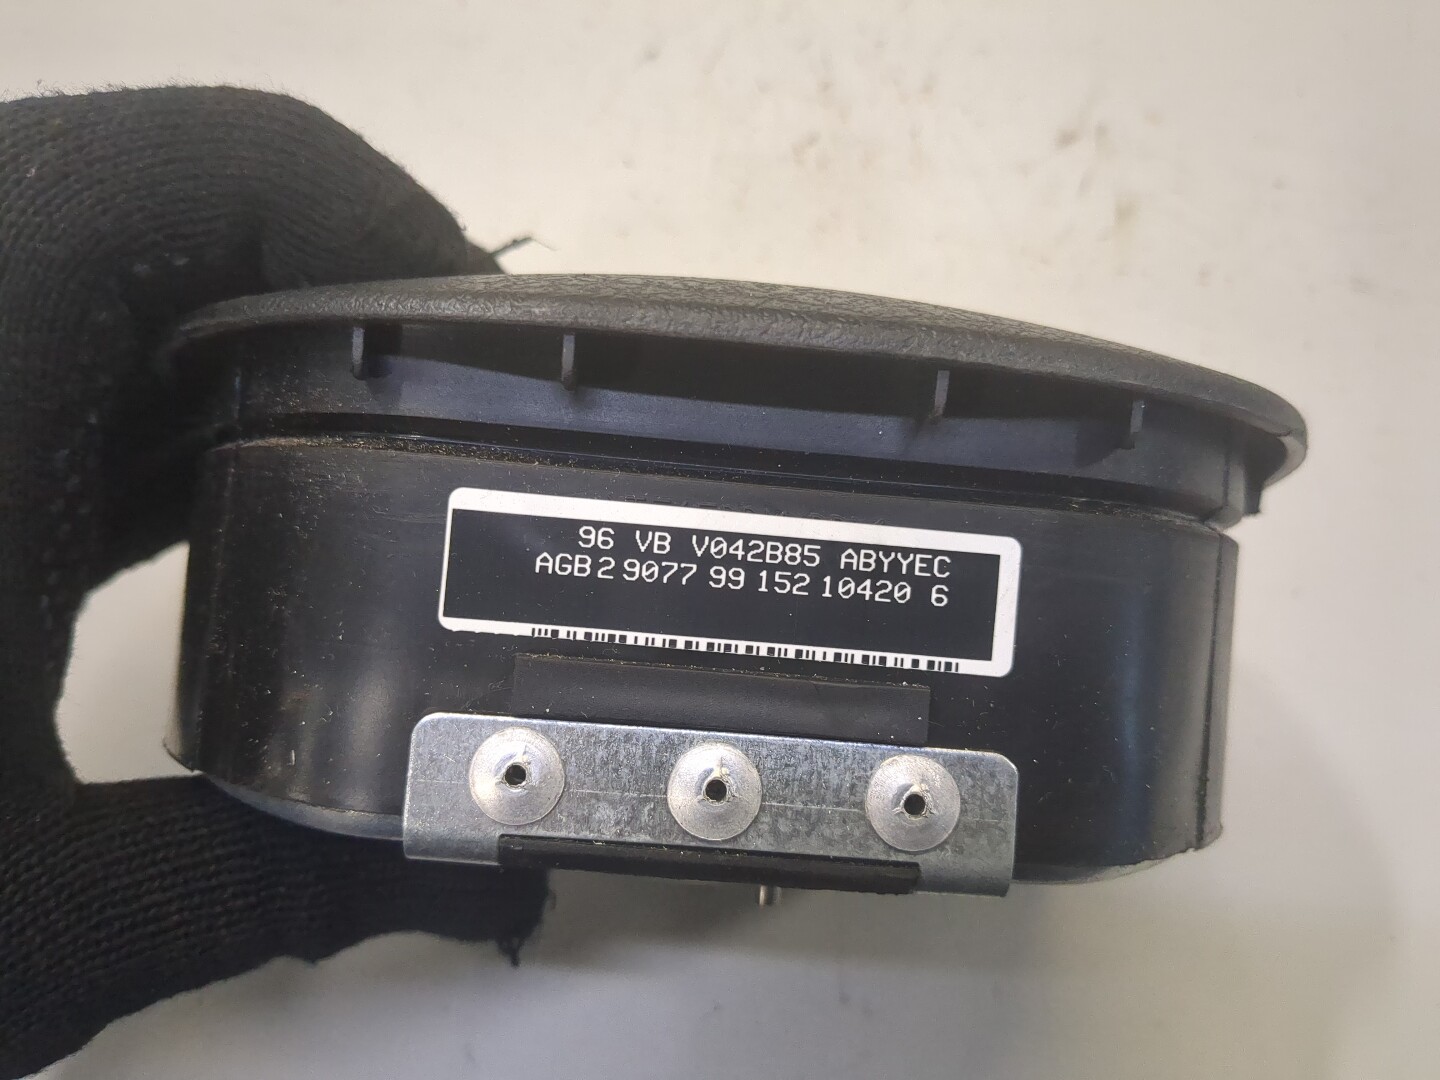 96 VB V042B85 ABYYEC
AGB 2 9077 99 152 10420 6